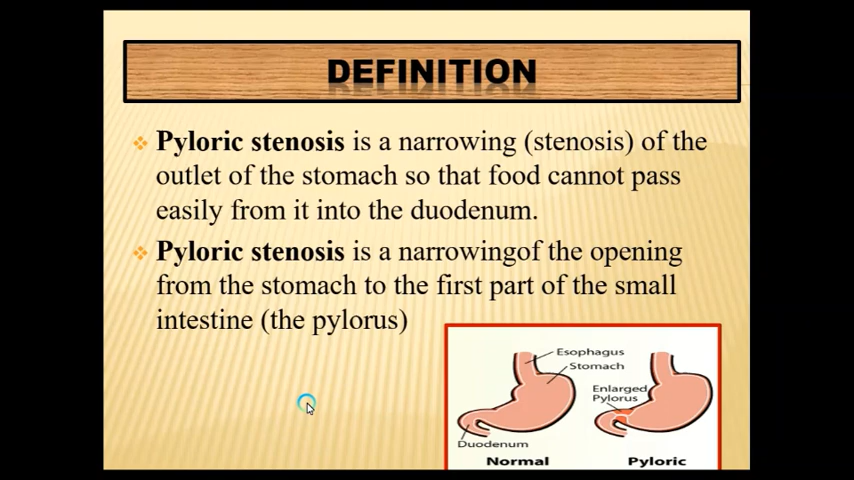 DEFINITION
Pyloric stenosis is a narrowing (stenosis) of the
outlet of the stomach so that food cannot pass
easily from it into the duodenum.
Pyloric stenosis is a narrowingof the opening
from the stomach to the first part of the small
intestine (the pylorus)
Esophagus
Stomach
Enlarged
Pylorus
Duodenum
Normal
Pyloric